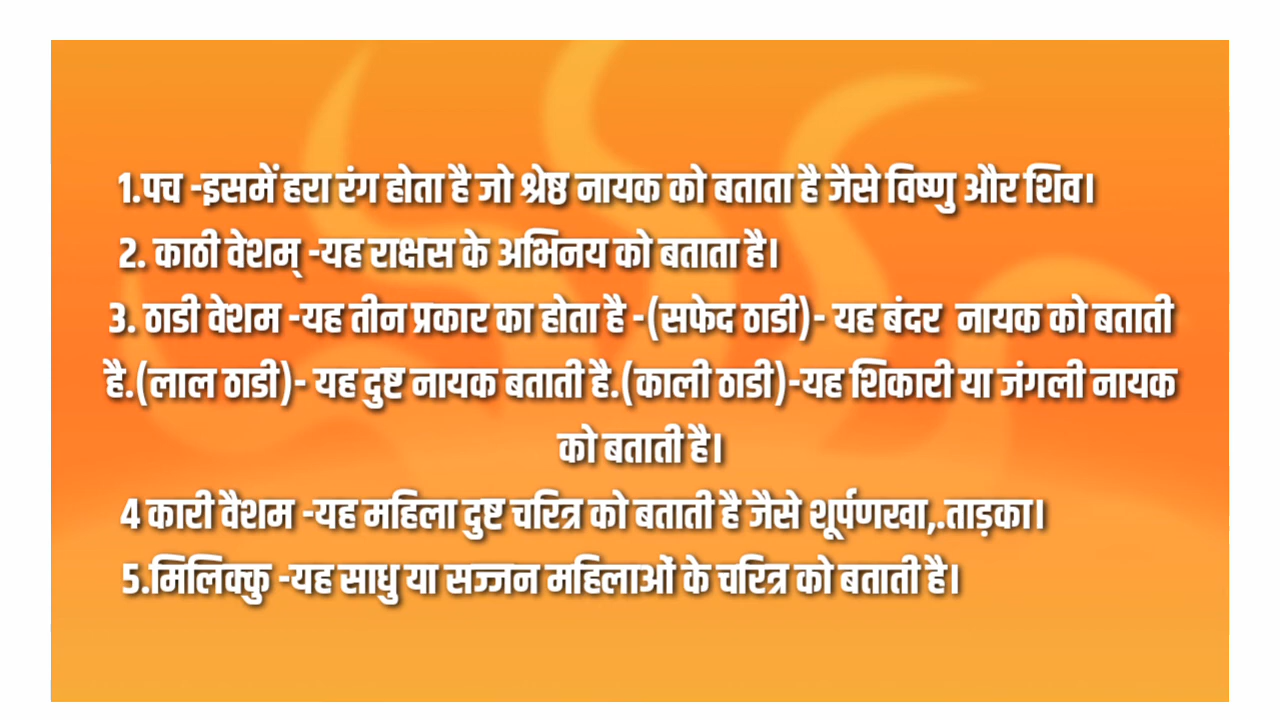 1.पच -इसमें हरा रंग होता है जो श्रेष्ठ नायक को बताता है जैसे विष्णु और शिव।
2. काठी वेशम् -यह राक्षस के अभिनय को बताता है।
3. ठाडी वेशम -यह तीन प्रकार का होता है -(सफेद ठाडी)- यह बंदर नायक को बताती
है.(लाल ठाडी)- यह दुष्ट नायक बताती है.(काली ठाडी)-यह शिकारी या जंगली नायक
को बताती है।
4 कारी वैशम -यह महिला दुष्ट चरित्र को बताती है जैसे शूर्पणखा,.ताड़का।
5.मिलिक्कु -यह साधु या सज्जन महिलाओं के चरित्र को बताती है।